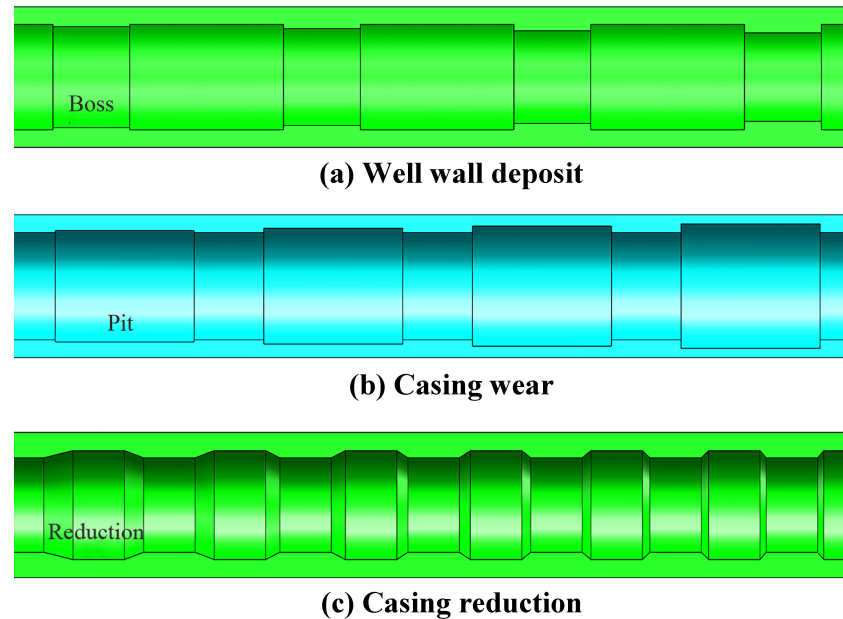 Boss
(a) Well wall deposit
Pit
(b) Casing wear
Reduction
(c) Casing reduction